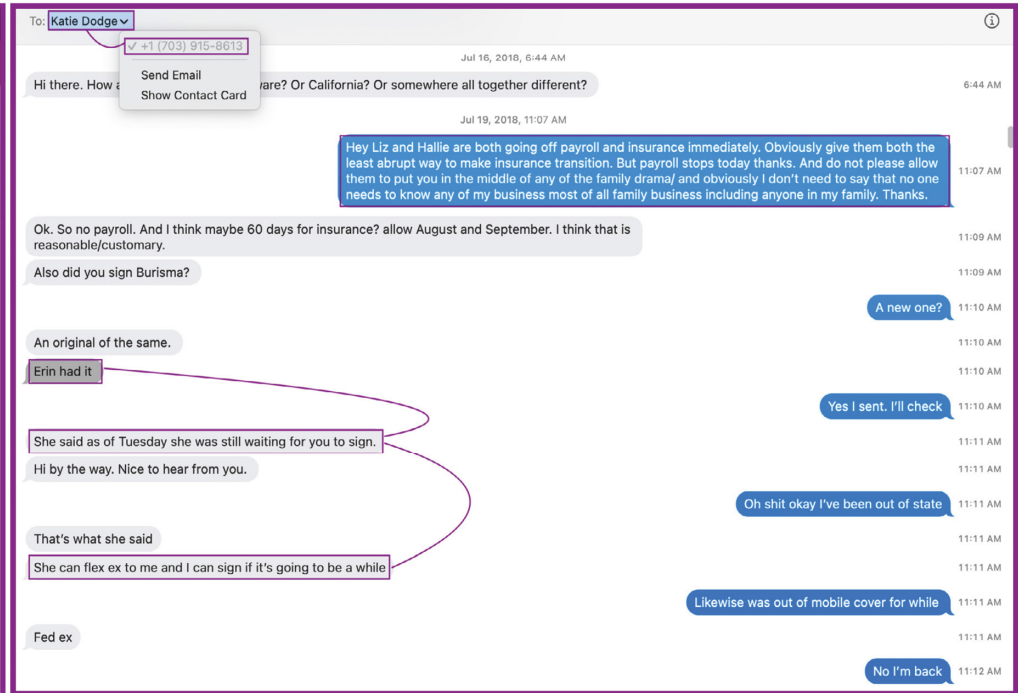 To: Katie Dodge
✓ +1 (703) 915-8613
Send Email
Show Contact Card
Jul 16, 2018, 6:44 AM
Hi there. How a are? Or California? Or somewhere all together different?
6:44 AM
Jul 19, 2018, 11:07 AM
Hey Liz and Hallie are both going off payroll and insurance immediately. Obviously give them both the
least abrupt way to make insurance transition. But payroll stops today thanks. And do not please allow
them to put you in the middle of any of the family drama/ and obviously I don't need to say that no one
needs to know any of my business most of all family business including anyone in my family. Thanks.
11:07 AM
Ok. So no payroll. And I think maybe 60 days for insurance? allow August and September. I think that is
reasonable/customary.
11:09 AM
Also did you sign Burisma?
11:09 AM
A new one?
11:10 AM
An original of the same.
11:10 AM
Erin had it
11:10 AM
Yes I sent. I'll check
11:10 AM
She said as of Tuesday she was still waiting for you to sign.
11:11 AM
Hi by the way. Nice to hear from you.
11:11 AM
Oh shit okay I've been out of state
11:11 AM
That's what she said
11:11 AM
She can flex ex to me and I can sign if it's going to be a while
11:11 AM
Likewise was out of mobile cover for while
11:11 AM
Fed ex
11:11 AM
No I'm back
11:12 AM